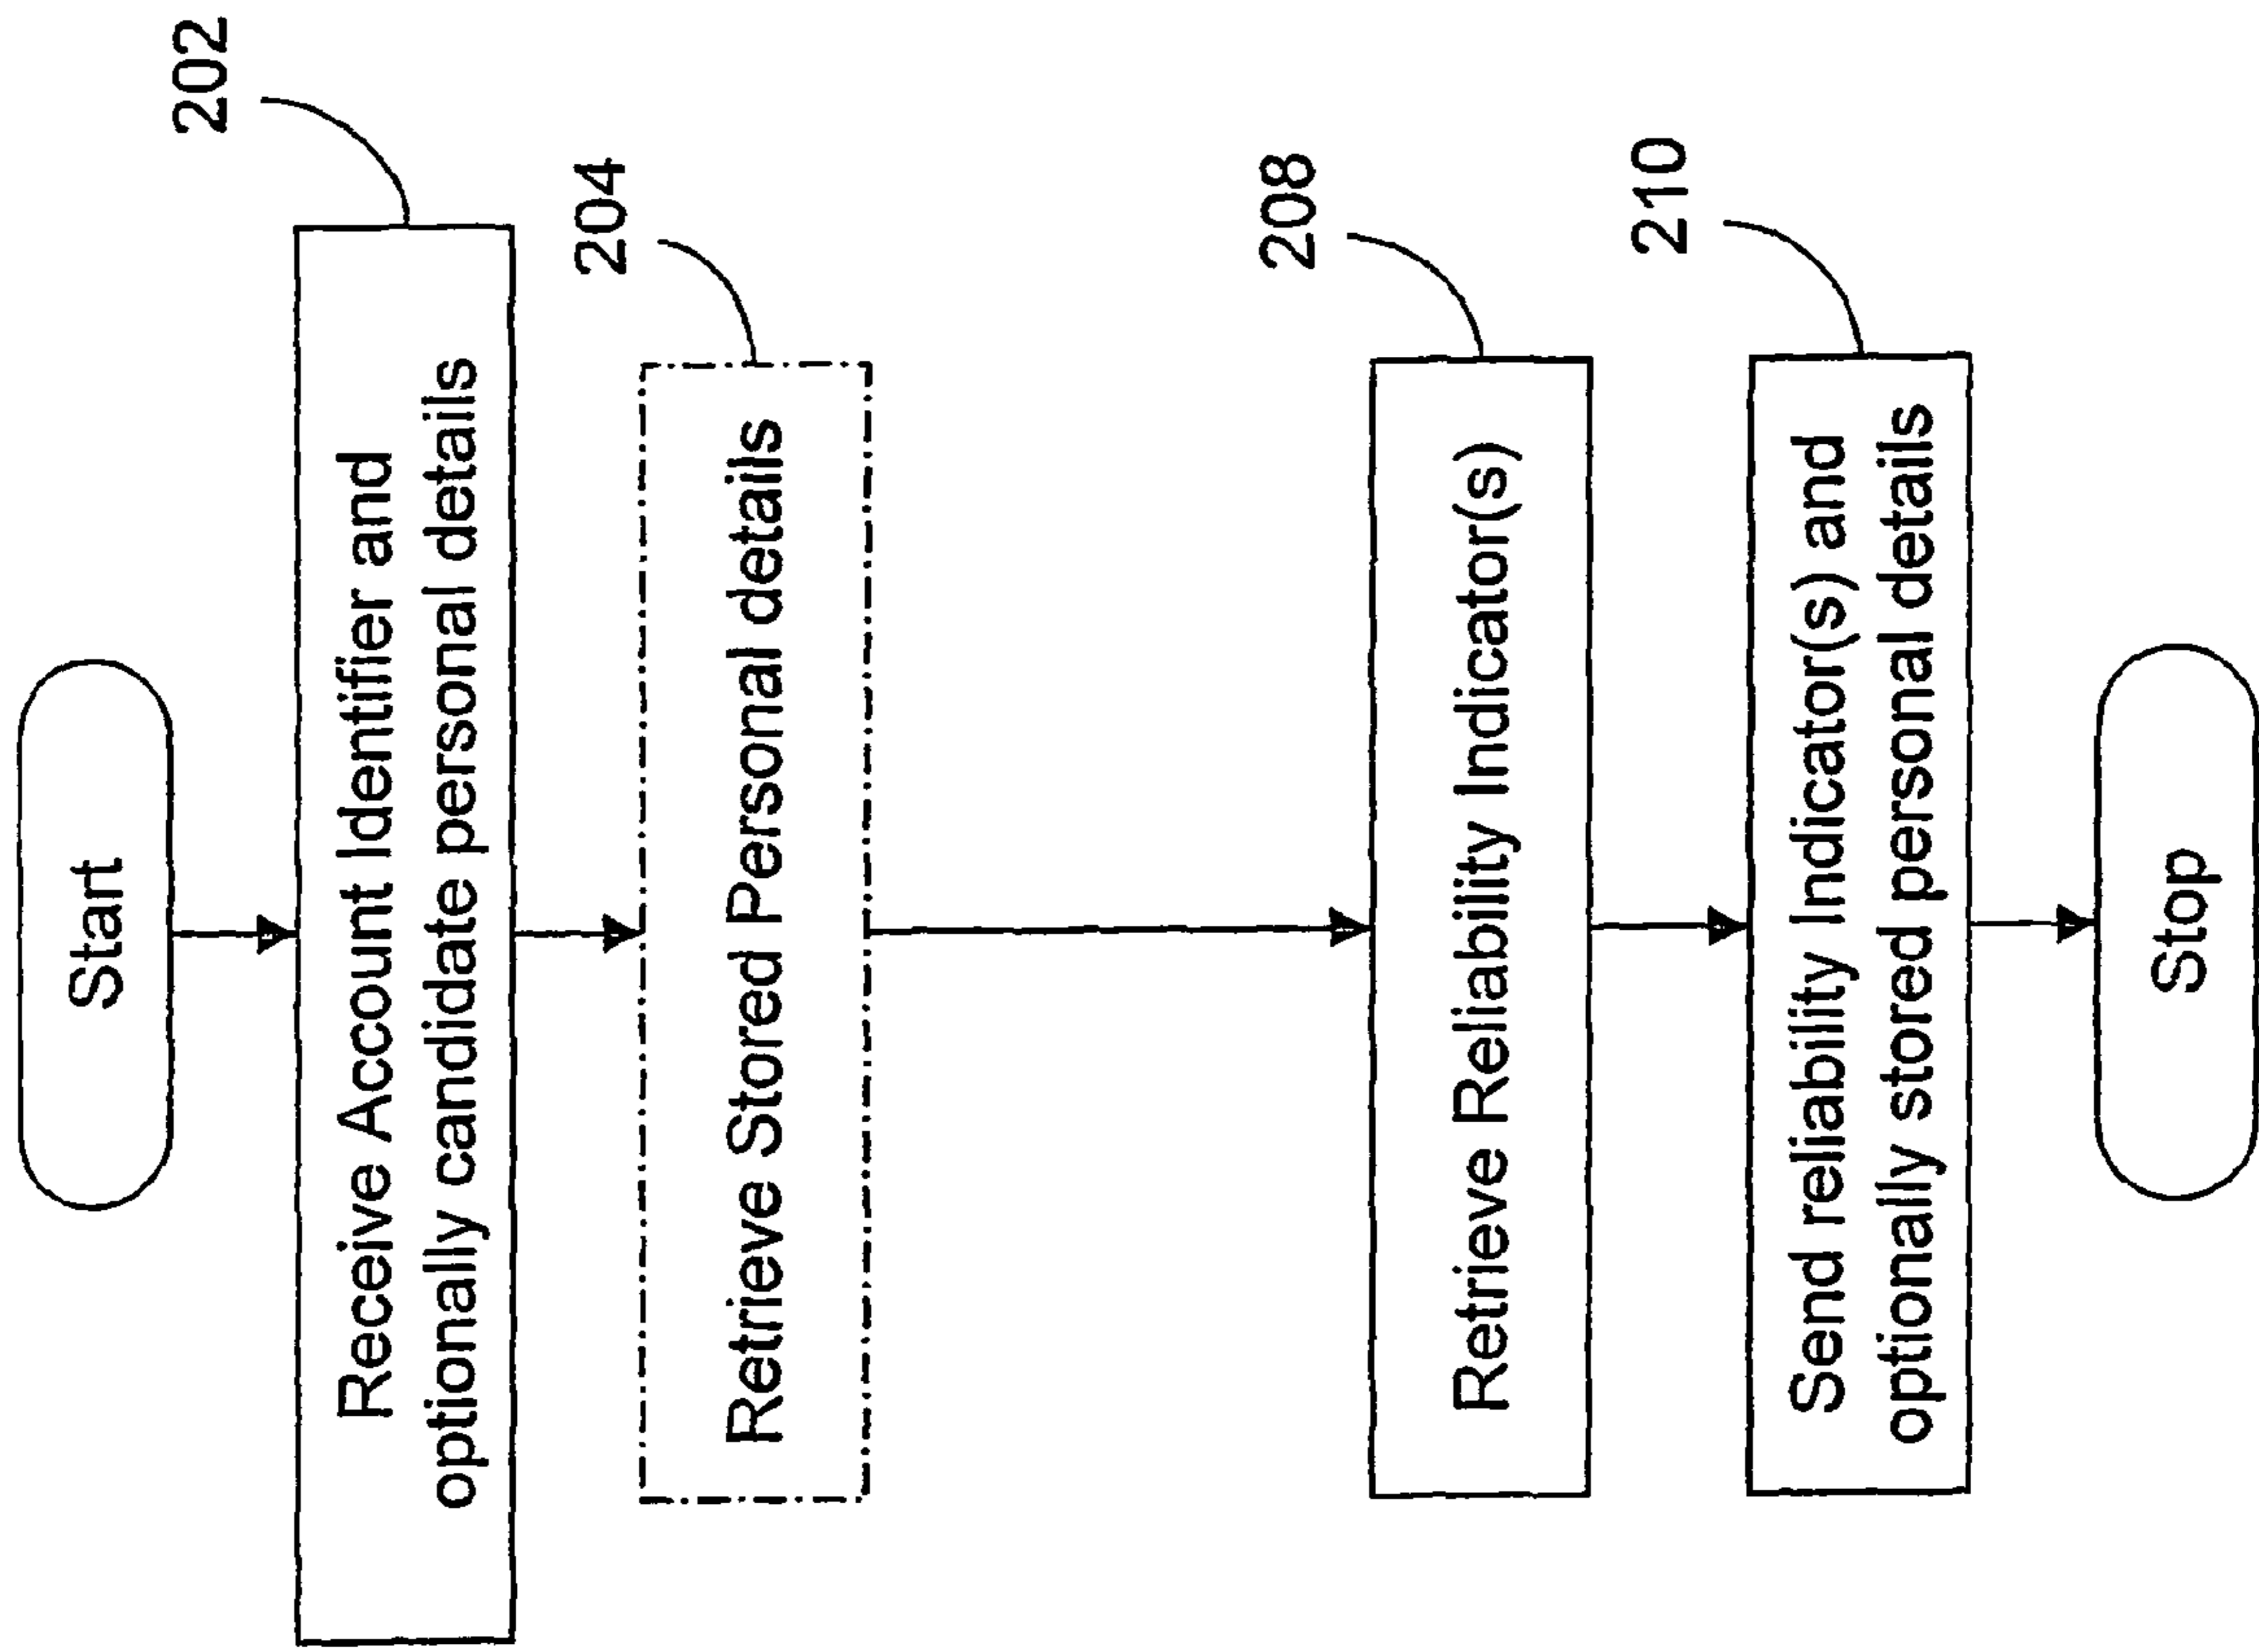 Start
202
Receive Account Identifier and
optionally candidate personal details
204
Retrieve Stored Personal details
208
Retrieve Reliability Indicator(s)
210
Send reliability Indicator(s) and
optionally stored personal details
Stop